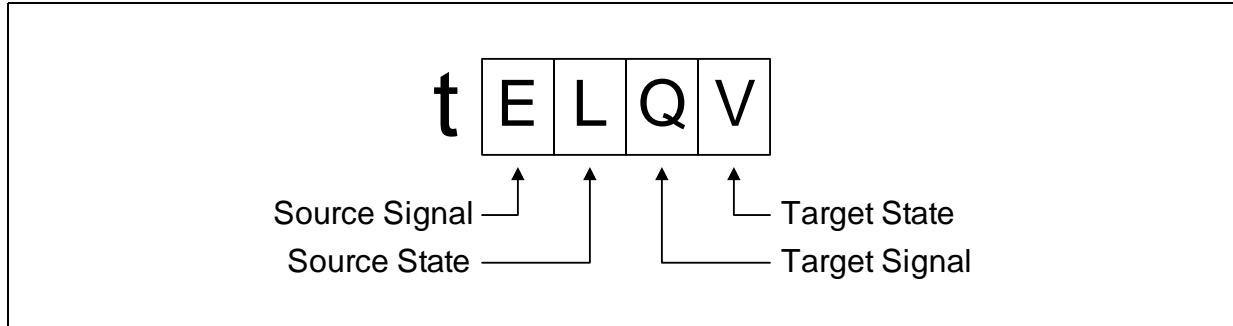 t E L Q V
Source Signal Target State
Source State Target Signal